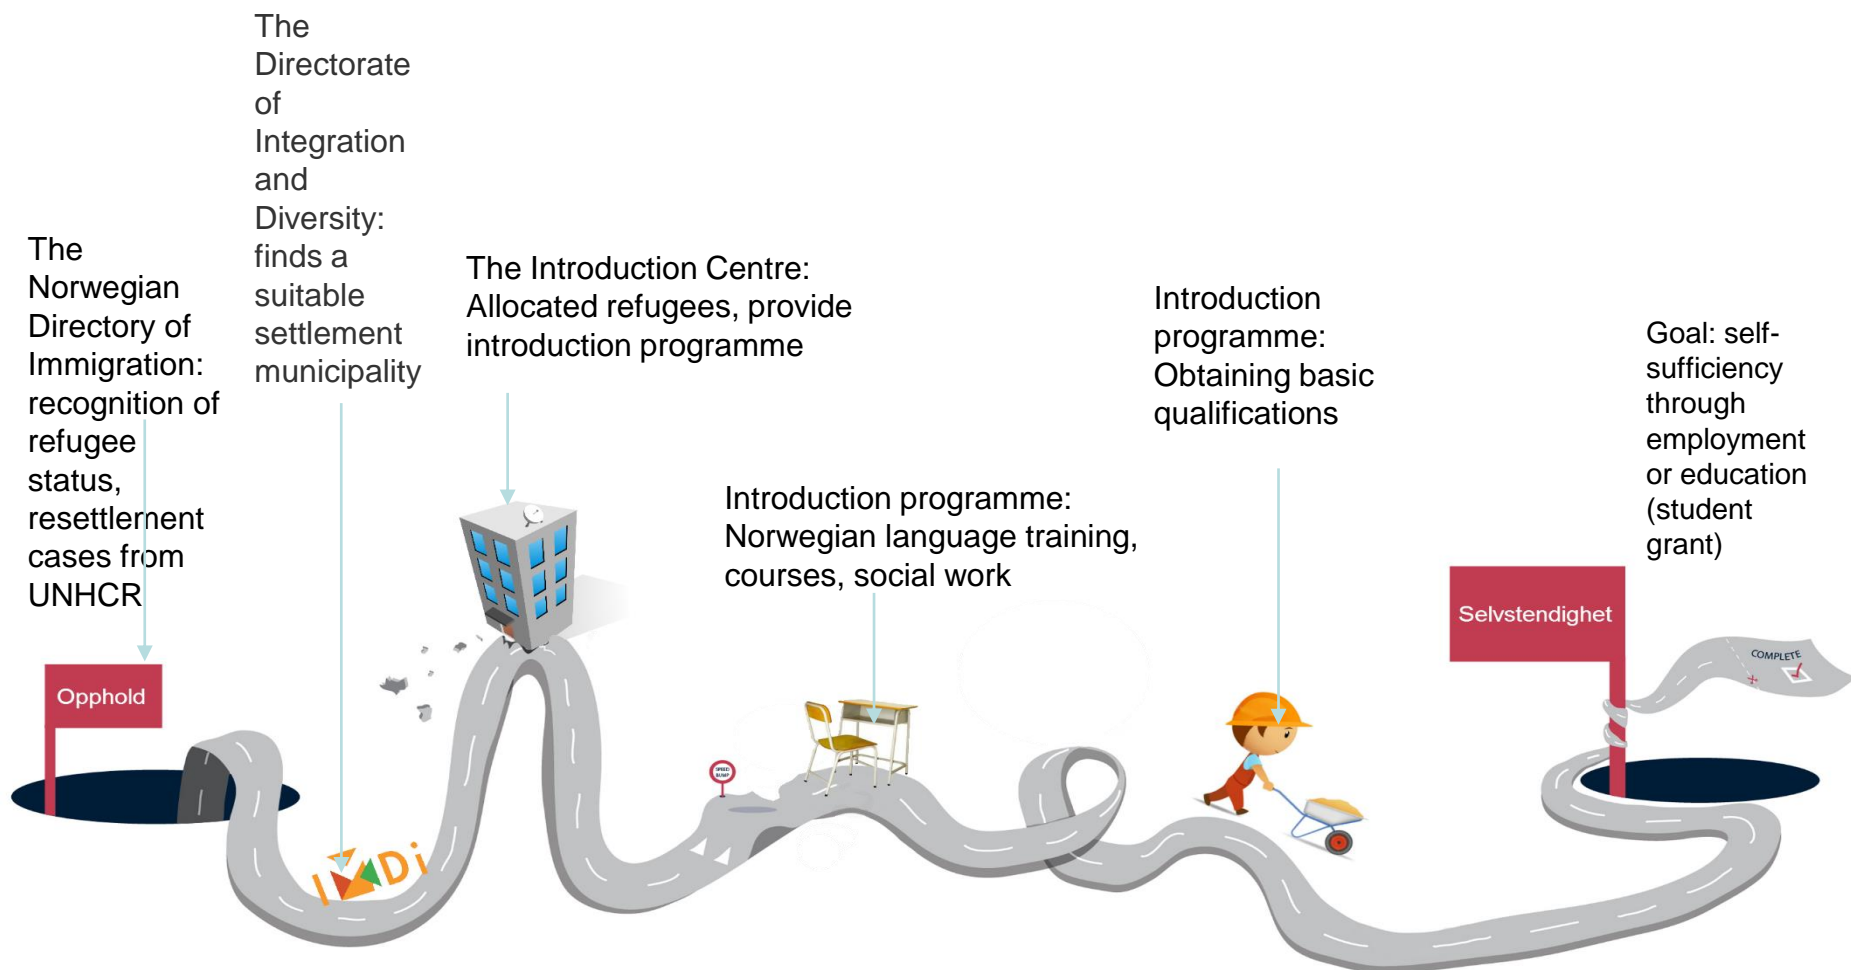 The
Directorate
of
Integration
and
Diversity:
finds a
suitable
settlement
municipality
The
Norwegian
Directory of
Immigration:
recognition of
refugee
status,
resettlement
cases from
UNHCR
The Introduction Centre:
Allocated refugees, provide
introduction programme
Introduction programme:
Norwegian language training,
courses, social work
Introduction
programme:
Obtaining basic
qualifications
Goal: self-
sufficiency
through
employment
or education
(student
grant)
Opphold
IMDi
SPEED
BUMP
Selvstendighet
COMPLETE